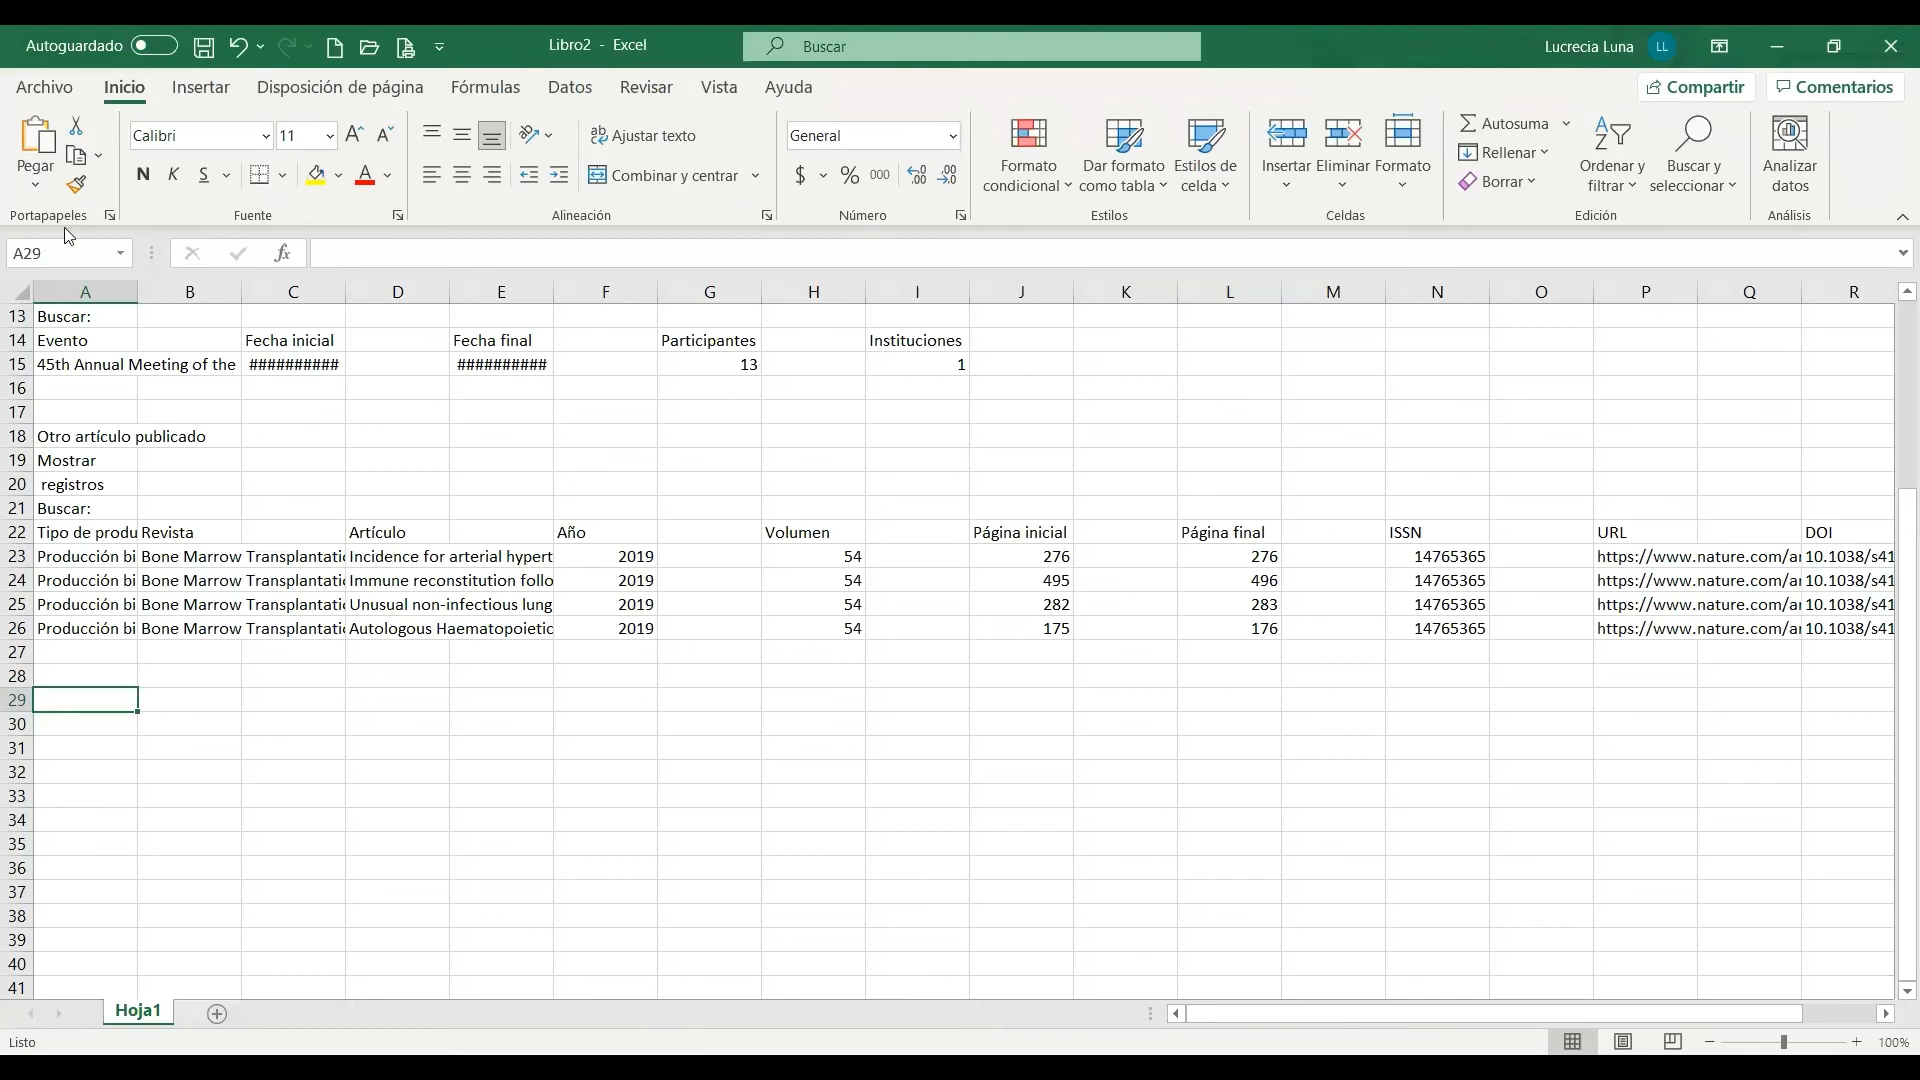 Autoguardado
Libro2 - Excel
Buscar
Lucrecia Luna
LL
Archivo Inicio Insertar Disposición de página Fórmulas Datos Revisar Vista Ayuda
Compartir Comentarios
Pegar
Portapapeles
Calibri 11
N K S
Fuente
Ajustar texto
Combinar y centrar
Alineación
General
$ % 000
Número
Formato condicional
Dar formato como tabla
Estilos de celda
Estilos
Insertar Eliminar Formato
Celdas
Autosuma
Rellenar
Borrar
Ordenar y filtrar
Buscar y seleccionar
Edición
Analizar datos
Análisis
A29 fx
A B C D E F G H I J K L M N O P Q R
13 Buscar:
14 Evento Fecha inicial Fecha final Participantes Instituciones
15 45th Annual Meeting of the ########## ########## 13 1
16
17
18 Otro artículo publicado
19 Mostrar
20 registros
21 Buscar:
22 Tipo de produ Revista Artículo Año Volumen Página inicial Página final ISSN URL DOI
23 Producción bi Bone Marrow Transplantatio Incidence for arterial hypert 2019 54 276 276 14765365 https://www.nature.com/ar 10.1038/s41
24 Producción bi Bone Marrow Transplantatio Immune reconstitution follo 2019 54 495 496 14765365 https://www.nature.com/ar 10.1038/s41
25 Producción bi Bone Marrow Transplantatio Unusual non-infectious lung 2019 54 282 283 14765365 https://www.nature.com/ar 10.1038/s41
26 Producción bi Bone Marrow Transplantatio Autologous Haematopoietic 2019 54 175 176 14765365 https://www.nature.com/ar 10.1038/s41
27
28
29
30
31
32
33
34
35
36
37
38
39
40
41
Hoja1
Listo
100%